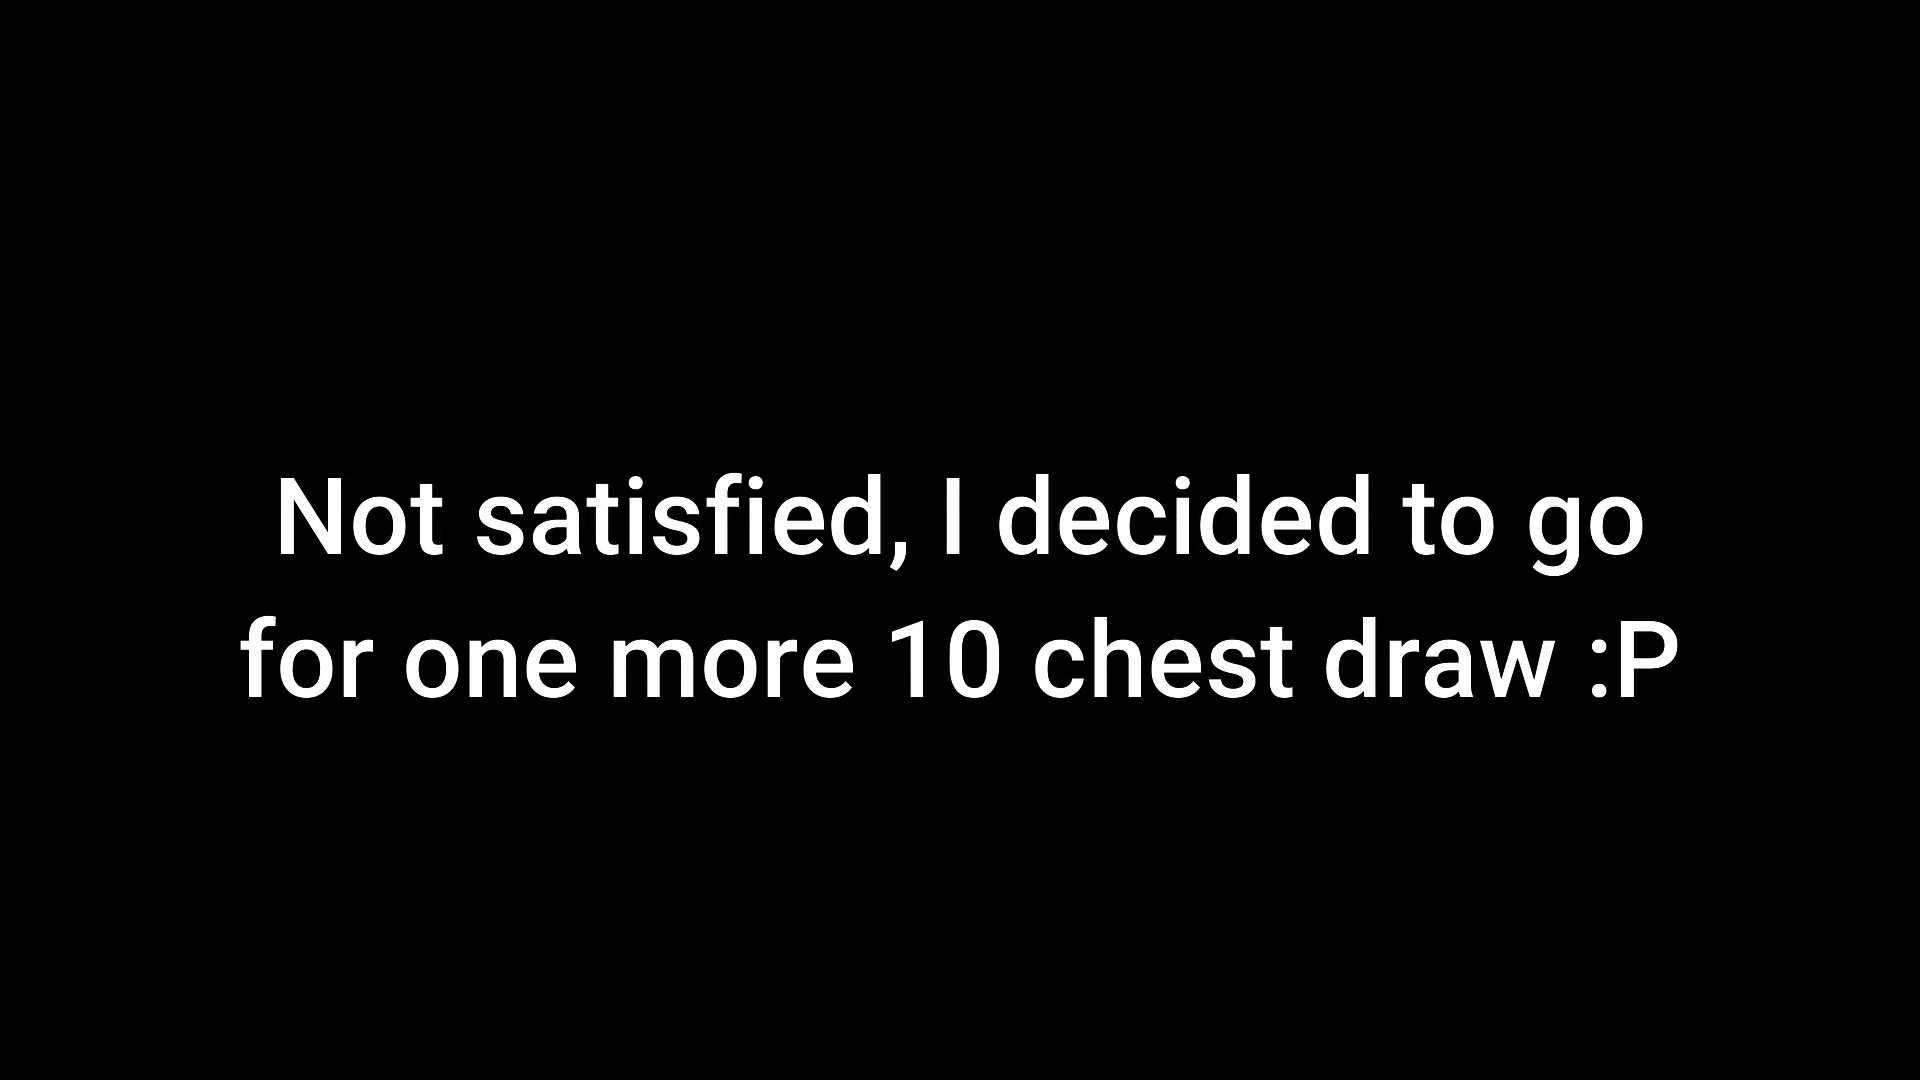 Not satisfied, I decided to go
for one more 10 chest draw :P